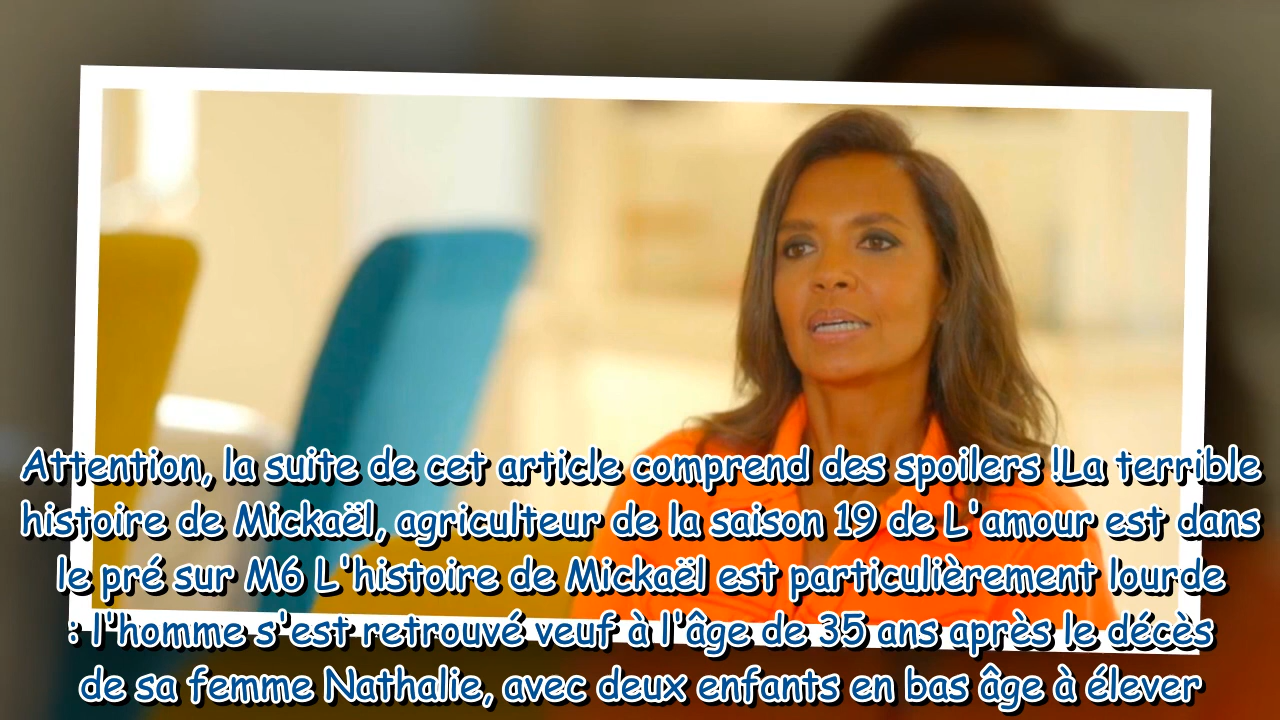 Attention, la suite de cet article comprend des spoilers !La terrible
histoire de Mickaël, agriculteur de la saison 19 de L'amour est dans
le pré sur M6 L'histoire de Mickaël est particulièrement lourde
: l'homme s'est retrouvé veuf à l'âge de 35 ans après le décès
de sa femme Nathalie, avec deux enfants en bas âge à élever